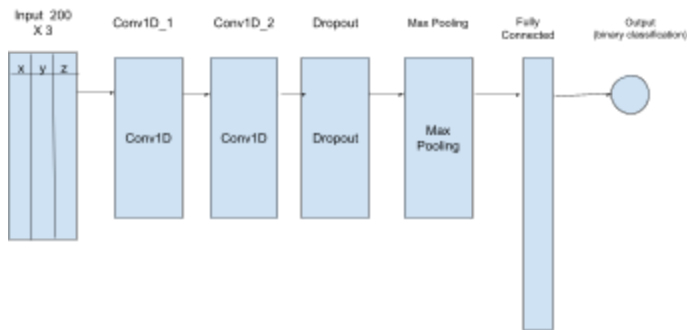 Input 200
X 3
Conv1D_1
Conv1D_2
Dropout
Max Pooling
Fully
Connected
Output
(binary classification)
x y z
Conv1D
Conv1D
Dropout
Max
Pooling